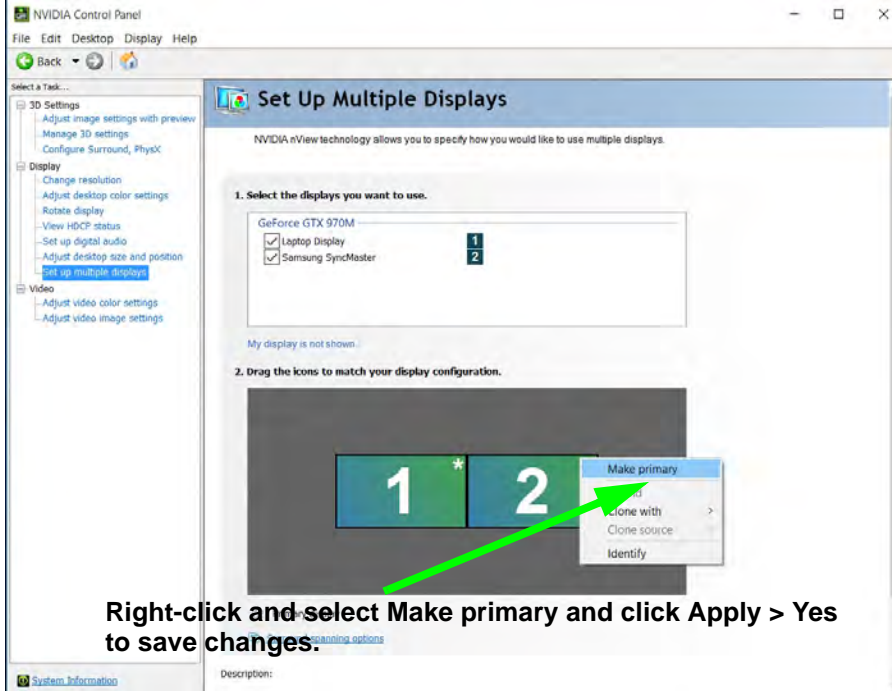 NVIDIA Control Panel
File Edit Desktop Display Help
Back
Select a Task...
3D Settings
Adjust image settings with preview
Manage 3D settings
Configure Surround, PhysX
Display
Change resolution
Adjust desktop color settings
Rotate display
View HDCP status
Set up digital audio
Adjust desktop size and position
Set up multiple displays
Video
Adjust video color settings
Adjust video image settings
System Information
Set Up Multiple Displays
NVIDIA nView technology allows you to specify how you would like to use multiple displays.
1. Select the displays you want to use.
GeForce GTX 970M
Laptop Display 1
Samsung SyncMaster 2
My display is not shown...
2. Drag the icons to match your display configuration.
1 * 2
Make primary
Clone with >
Clone source
Identify
Right-click and select Make primary and click Apply > Yes
to save changes.
spanning options
Description: